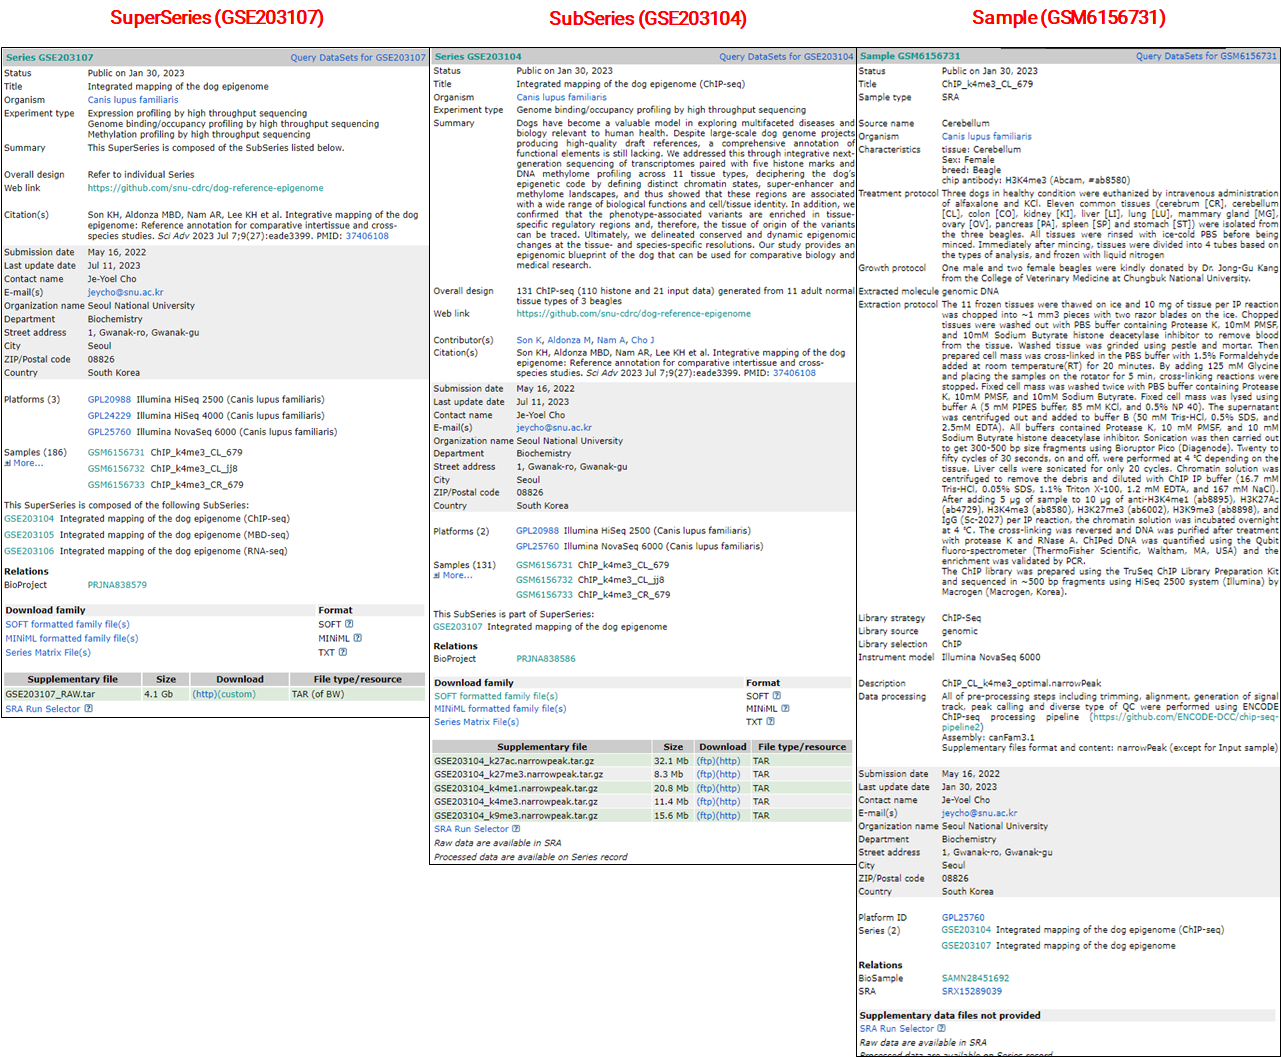 SuperSeries (GSE203107)
Series GSE203107 Query DataSets for GSE203107
Status Public on Jan 30, 2023
Title Integrated mapping of the dog epigenome
Organism Canis lupus familiaris
Experiment type Expression profiling by high throughput sequencing
Genome binding/occupancy profiling by high throughput sequencing
Methylation profiling by high throughput sequencing
Summary This SuperSeries is composed of the SubSeries listed below.
Overall design Refer to individual Series
Web link https://github.com/snu-cdrc/dog-reference-epigenome
Citation(s) Son KH, Aldonza MBD, Nam AR, Lee KH et al. Integrative mapping of the dog
epigenome: Reference annotation for comparative intertissue and cross-
species studies. Sci Adv 2023 Jul 7;9(27):eade3399. PMID: 37406108
Submission date May 16, 2022
Last update date Jul 11, 2023
Contact name Je-Yoel Cho
E-mail(s) jeycho@snu.ac.kr
Organization name Seoul National University
Department Biochemistry
Street address 1, Gwanak-ro, Gwanak-gu
City Seoul
ZIP/Postal code 08826
Country South Korea
Platforms (3) GPL20988 Illumina HiSeq 2500 (Canis lupus familiaris)
GPL24229 Illumina HiSeq 4000 (Canis lupus familiaris)
GPL25760 Illumina NovaSeq 6000 (Canis lupus familiaris)
Samples (186) GSM6156731 ChIP_k4me3_CL_679
More... GSM6156732 ChIP_k4me3_CL_jj8
GSM6156733 ChIP_k4me3_CR_679
This SuperSeries is composed of the following SubSeries:
GSE203104 Integrated mapping of the dog epigenome (ChIP-seq)
GSE203105 Integrated mapping of the dog epigenome (MBD-seq)
GSE203106 Integrated mapping of the dog epigenome (RNA-seq)
Relations
BioProject PRJNA838579
Download family Format
SOFT formatted family file(s) SOFT ?
MINiML formatted family file(s) MINiML ?
Series Matrix File(s) TXT ?
Supplementary file Size Download File type/resource
GSE203107_RAW.tar 4.1 Gb (http)(custom) TAR (of BW)
SRA Run Selector ?
SubSeries (GSE203104)
Series GSE203104 Query DataSets for GSE203104
Status Public on Jan 30, 2023
Title Integrated mapping of the dog epigenome (ChIP-seq)
Organism Canis lupus familiaris
Experiment type Genome binding/occupancy profiling by high throughput sequencing
Summary Dogs have become a valuable model in exploring multifaceted diseases and
biology relevant to human health. Despite large-scale dog genome projects
producing high-quality draft references, a comprehensive annotation of
functional elements is still lacking. We addressed this through integrative next-
generation sequencing of transcriptomes paired with five histone marks and
DNA methylome profiling across 11 tissue types, deciphering the dog's
epigenetic code by defining distinct chromatin states, super-enhancer and
methylome landscapes, and thus showed that these regions are associated
with a wide range of biological functions and cell/tissue identity. In addition, we
confirmed that the phenotype-associated variants are enriched in tissue-
specific regulatory regions and, therefore, the tissue of origin of the variants
can be traced. Ultimately, we delineated conserved and dynamic epigenomic
changes at the tissue- and species-specific resolutions. Our study provides an
epigenomic blueprint of the dog that can be used for comparative biology and
medical research.
Overall design 131 ChIP-seq (110 histone and 21 input data) generated from 11 adult normal
tissue types of 3 beagles
Web link https://github.com/snu-cdrc/dog-reference-epigenome
Contributor(s) Son K, Aldonza M, Nam A, Cho J
Citation(s) Son KH, Aldonza MBD, Nam AR, Lee KH et al. Integrative mapping of the dog
epigenome: Reference annotation for comparative intertissue and cross-
species studies. Sci Adv 2023 Jul 7;9(27):eade3399. PMID: 37406108
Submission date May 16, 2022
Last update date Jul 11, 2023
Contact name Je-Yoel Cho
E-mail(s) jeycho@snu.ac.kr
Organization name Seoul National University
Department Biochemistry
Street address 1, Gwanak-ro, Gwanak-gu
City Seoul
ZIP/Postal code 08826
Country South Korea
Platforms (2) GPL20988 Illumina HiSeq 2500 (Canis lupus familiaris)
GPL25760 Illumina NovaSeq 6000 (Canis lupus familiaris)
Samples (131) GSM6156731 ChIP_k4me3_CL_679
More... GSM6156732 ChIP_k4me3_CL_jj8
GSM6156733 ChIP_k4me3_CR_679
This SubSeries is part of SuperSeries:
GSE203107 Integrated mapping of the dog epigenome
Relations
BioProject PRJNA838586
Download family Format
SOFT formatted family file(s) SOFT ?
MINiML formatted family file(s) MINiML ?
Series Matrix File(s) TXT ?
Supplementary file Size Download File type/resource
GSE203104_k27ac.narrowpeak.tar.gz 32.1 Mb (ftp)(http) TAR
GSE203104_k27me3.narrowpeak.tar.gz 8.3 Mb (ftp)(http) TAR
GSE203104_k4me1.narrowpeak.tar.gz 20.8 Mb (ftp)(http) TAR
GSE203104_k4me3.narrowpeak.tar.gz 11.4 Mb (ftp)(http) TAR
GSE203104_k9me3.narrowpeak.tar.gz 15.6 Mb (ftp)(http) TAR
SRA Run Selector ?
Raw data are available in SRA
Processed data are available on Series record
Sample (GSM6156731)
Sample GSM6156731 Query DataSets for GSM6156731
Status Public on Jan 30, 2023
Title ChIP_k4me3_CL_679
Sample type SRA
Source name Cerebellum
Organism Canis lupus familiaris
Characteristics tissue: Cerebellum
Sex: Female
breed: Beagle
chip antibody: H3K4me3 (Abcam, #ab8580)
Treatment protocol Three dogs in healthy condition were euthanized by intravenous administration
of alfaxalone and KCl. Eleven common tissues (cerebrum [CR], cerebellum
[CL], colon [CO], kidney [KI], liver [LI], lung [LU], mammary gland [MG],
ovary [OV], pancreas [PA], spleen [SP] and stomach [ST]) were isolated from
the three beagles. All tissues were rinsed with ice-cold PBS before being
minced. Immediately after mincing, tissues were divided into 4 tubes based on
the types of analysis, and frozen with liquid nitrogen
Growth protocol One male and two female beagles were kindly donated by Dr. Jong-Gu Kang
from the College of Veterinary Medicine at Chungbuk National University.
Extracted molecule genomic DNA
Extraction protocol The 11 frozen tissues were thawed on ice and 10 mg of tissue per IP reaction
was chopped into ~1 mm3 pieces with two razor blades on the ice. Chopped
tissues were washed out with PBS buffer containing Protease K, 10mM PMSF,
and 10mM Sodium Butyrate histone deacetylase inhibitor to remove blood
from the tissue. Washed tissue was grinded using pestle and mortar. Then
prepared cell mass was cross-linked in the PBS buffer with 1.5% Formaldehyde
added at room temperature(RT) for 20 minutes. By adding 125 mM Glycine
and placing the samples on the rotator for 5 min, cross-linking reactions were
stopped. Fixed cell mass was washed twice with PBS buffer containing Protease
K, 10mM PMSF, and 10mM Sodium Butyrate. Fixed cell mass was lysed using
buffer A (5 mM PIPES buffer, 85 mM KCl, and 0.5% NP 40). The supernatant
was centrifuged out and added to buffer B (50 mM Tris-HCl, 0.5% SDS, and
2.5mM EDTA). All buffers contained Protease K, 10 mM PMSF, and 10 mM
Sodium Butyrate histone deacetylase inhibitor. Sonication was then carried out
to get 300-500 bp size fragments using Bioruptor Pico (Diagenode). Twenty to
fifty cycles of 30 seconds, on and off, were performed at 4 ℃ depending on the
tissue. Liver cells were sonicated for only 20 cycles. Chromatin solution was
centrifuged to remove the debris and diluted with ChIP IP buffer (16.7 mM
Tris-HCl, 0.05% SDS, 1.1% Triton X-100, 1.2 mM EDTA, and 167 mM NaCl).
After adding 5 μg of sample to 10 μg of anti-H3K4me1 (ab8895), H3K27Ac
(ab4729), H3K4me3 (ab8580), H3K27me3 (ab6002), H3K9me3 (ab8898), and
IgG (Sc-2027) per IP reaction, the chromatin solution was incubated overnight
at 4 ℃. The cross-linking was reversed and DNA was purified after treatment
with protease K and RNase A. ChIPed DNA was quantified using the Qubit
fluoro-spectrometer (ThermoFisher Scientific, Waltham, MA, USA) and the
enrichment was validated by PCR.
The ChIP library was prepared using the TruSeq ChIP Library Preparation Kit
and sequenced in ~500 bp fragments using HiSeq 2500 system (Illumina) by
Macrogen (Macrogen, Korea).
Library strategy ChIP-Seq
Library source genomic
Library selection ChIP
Instrument model Illumina NovaSeq 6000
Description ChIP_CL_k4me3_optimal.narrowPeak
Data processing All of pre-processing steps including trimming, alignment, generation of signal
track, peak calling and diverse type of QC were performed using ENCODE
ChIP-seq processing pipeline (https://github.com/ENCODE-DCC/chip-seq-
pipeline2)
Assembly: canFam3.1
Supplementary files format and content: narrowPeak (except for Input sample)
Submission date May 16, 2022
Last update date Jan 30, 2023
Contact name Je-Yoel Cho
E-mail(s) jeycho@snu.ac.kr
Organization name Seoul National University
Department Biochemistry
Street address 1, Gwanak-ro, Gwanak-gu
City Seoul
ZIP/Postal code 08826
Country South Korea
Platform ID GPL25760
Series (2) GSE203104 Integrated mapping of the dog epigenome (ChIP-seq)
GSE203107 Integrated mapping of the dog epigenome
Relations
BioSample SAMN28451692
SRA SRX15289039
Supplementary data files not provided
SRA Run Selector ?
Raw data are available in SRA
Processed data are available on Series record